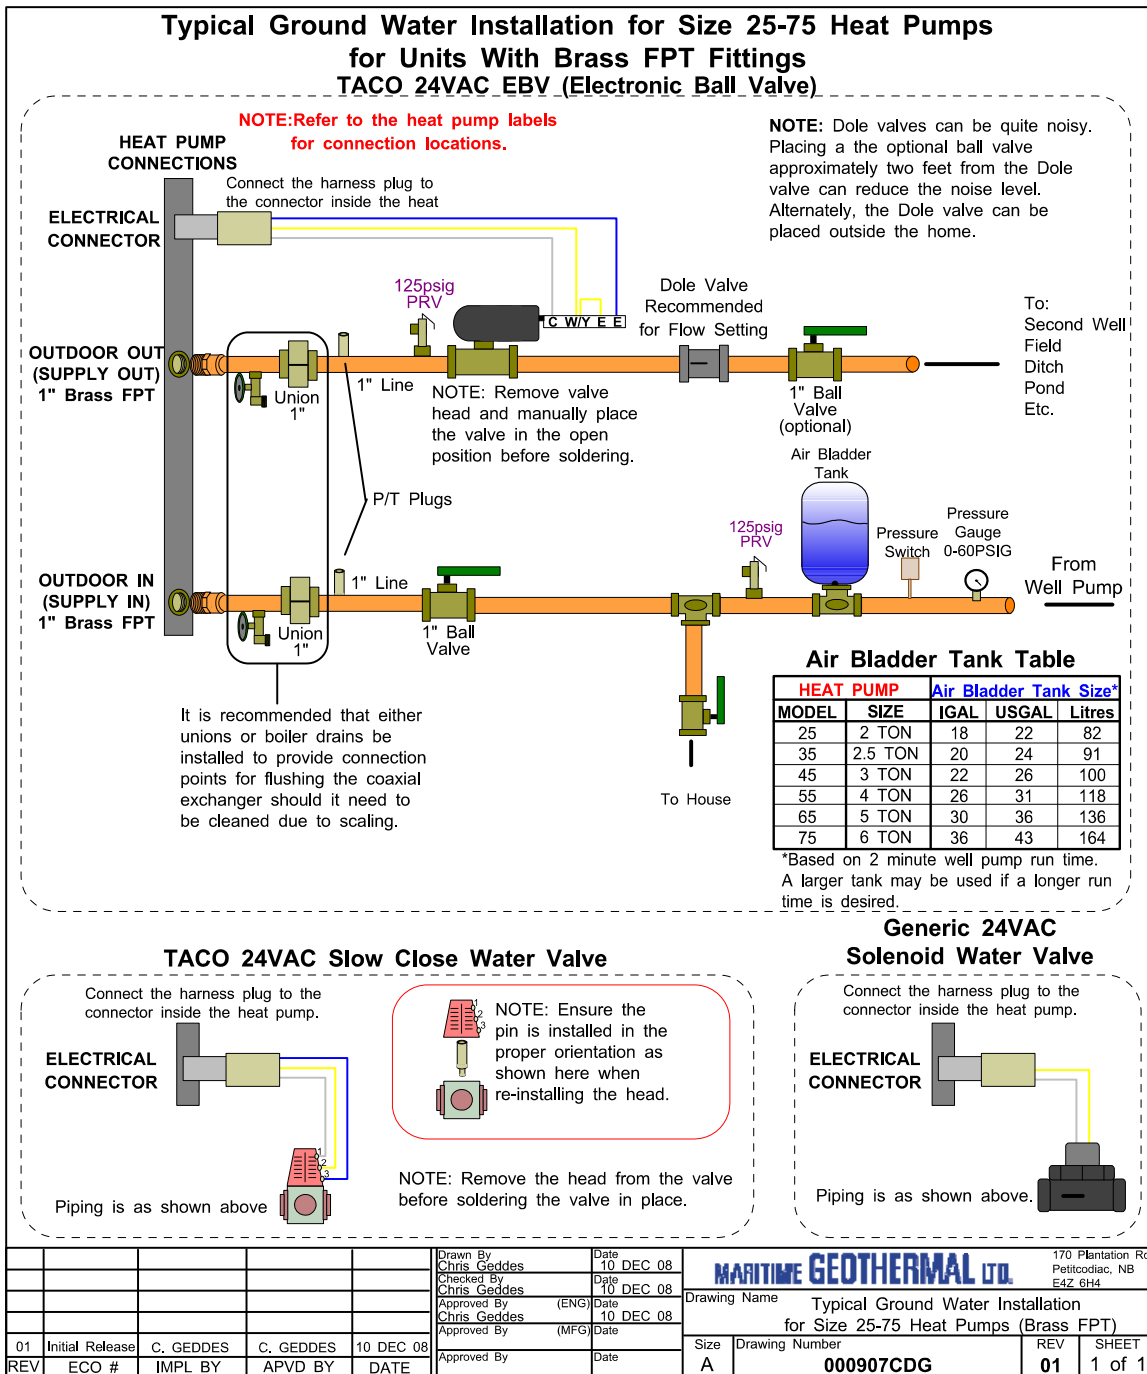 Typical Ground Water Installation for Size 25-75 Heat Pumps
for Units With Brass FPT Fittings
TACO 24VAC EBV (Electronic Ball Valve)
NOTE:Refer to the heat pump labels
for connection locations.
NOTE: Dole valves can be quite noisy.
Placing a the optional ball valve
approximately two feet from the Dole
valve can reduce the noise level.
Alternately, the Dole valve can be
placed outside the home.
HEAT PUMP
CONNECTIONS
Connect the harness plug to
the connector inside the heat
ELECTRICAL
CONNECTOR
125psig
PRV
C W/Y E E
Dole Valve
Recommended
for Flow Setting
To:
Second Well
Field
Ditch
Pond
Etc.
OUTDOOR OUT
(SUPPLY OUT)
1" Brass FPT
Union
1"
1" Line
NOTE: Remove valve
head and manually place
the valve in the open
position before soldering.
1" Ball
Valve
(optional)
Air Bladder
Tank
P/T Plugs
125psig
PRV
Pressure
Switch
Pressure
Gauge
0-60PSIG
From
Well Pump
OUTDOOR IN
(SUPPLY IN)
1" Brass FPT
Union
1"
1" Line
1" Ball
Valve
To House
It is recommended that either
unions or boiler drains be
installed to provide connection
points for flushing the coaxial
exchanger should it need to
be cleaned due to scaling.
Air Bladder Tank Table
HEAT PUMP Air Bladder Tank Size*
MODEL SIZE IGAL USGAL Litres
25 2 TON 18 22 82
35 2.5 TON 20 24 91
45 3 TON 22 26 100
55 4 TON 26 31 118
65 5 TON 30 36 136
75 6 TON 36 43 164
*Based on 2 minute well pump run time.
A larger tank may be used if a longer run
time is desired.
TACO 24VAC Slow Close Water Valve
Connect the harness plug to the
connector inside the heat pump.
ELECTRICAL
CONNECTOR
1
2
3
Piping is as shown above
1
2
3
NOTE: Ensure the
pin is installed in the
proper orientation as
shown here when
re-installing the head.
NOTE: Remove the head from the valve
before soldering the valve in place.
Generic 24VAC
Solenoid Water Valve
Connect the harness plug to the
connector inside the heat pump.
ELECTRICAL
CONNECTOR
Piping is as shown above.
01 Initial Release C. GEDDES C. GEDDES 10 DEC 08
REV ECO # IMPL BY APVD BY DATE
Drawn By Date
Chris Geddes 10 DEC 08
Checked By Date
Chris Geddes 10 DEC 08
Approved By (ENG) Date
Chris Geddes 10 DEC 08
Approved By (MFG) Date
Approved By Date
MARITIME GEOTHERMAL LTD.
170 Plantation Rd
Petitcodiac, NB
E4Z 6H4
Drawing Name
Typical Ground Water Installation
for Size 25-75 Heat Pumps (Brass FPT)
Size Drawing Number REV SHEET
A 000907CDG 01 1 of 1